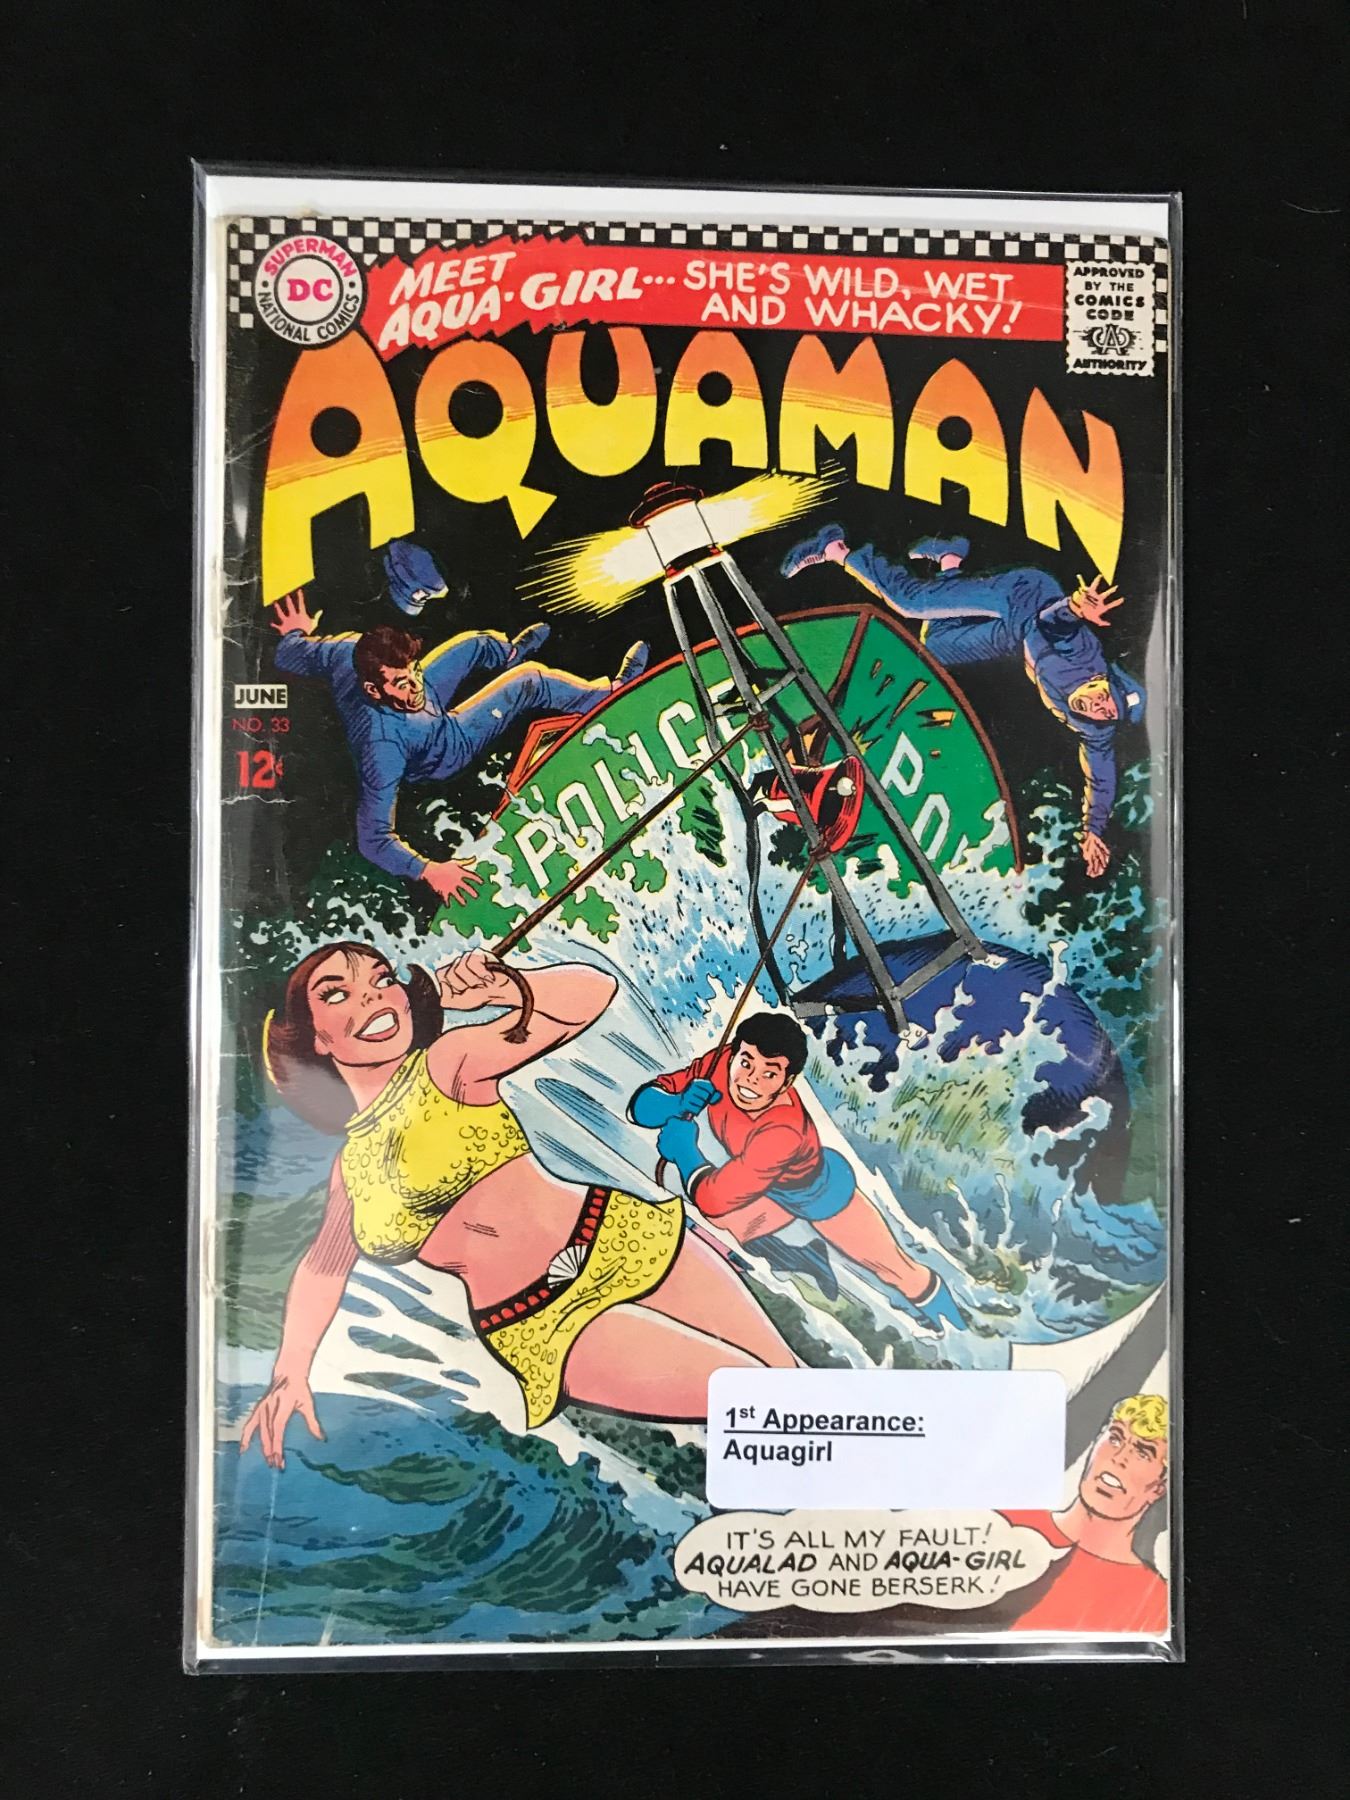 SUPERMAN
DC
NATIONAL COMICS
MEET
AQUA-GIRL... SHE'S WILD, WET,
AND WHACKY!
APPROVED
BY THE
COMICS
CODE
CA
AUTHORITY
AQUAMAN
JUNE
NO. 33
12¢
POLICE
PO
1st Appearance:
Aquagirl
IT'S ALL MY FAULT!
AQUALAD AND AQUA-GIRL
HAVE GONE BERSERK!